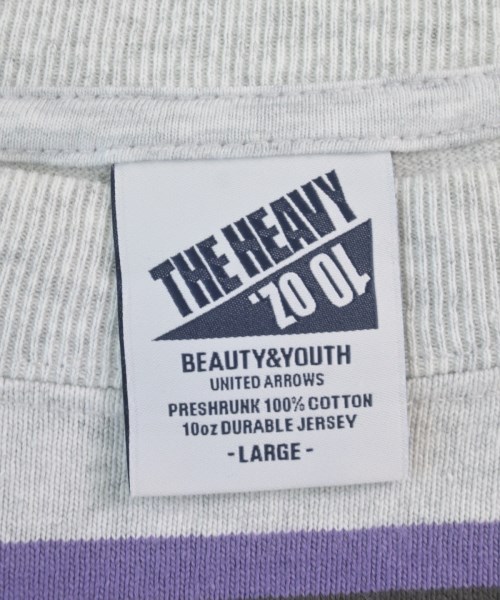 THE HEAVY
10 OZ.
BEAUTY&YOUTH
UNITED ARROWS
PRESHRUNK 100% COTTON
10oz DURABLE JERSEY
-LARGE-